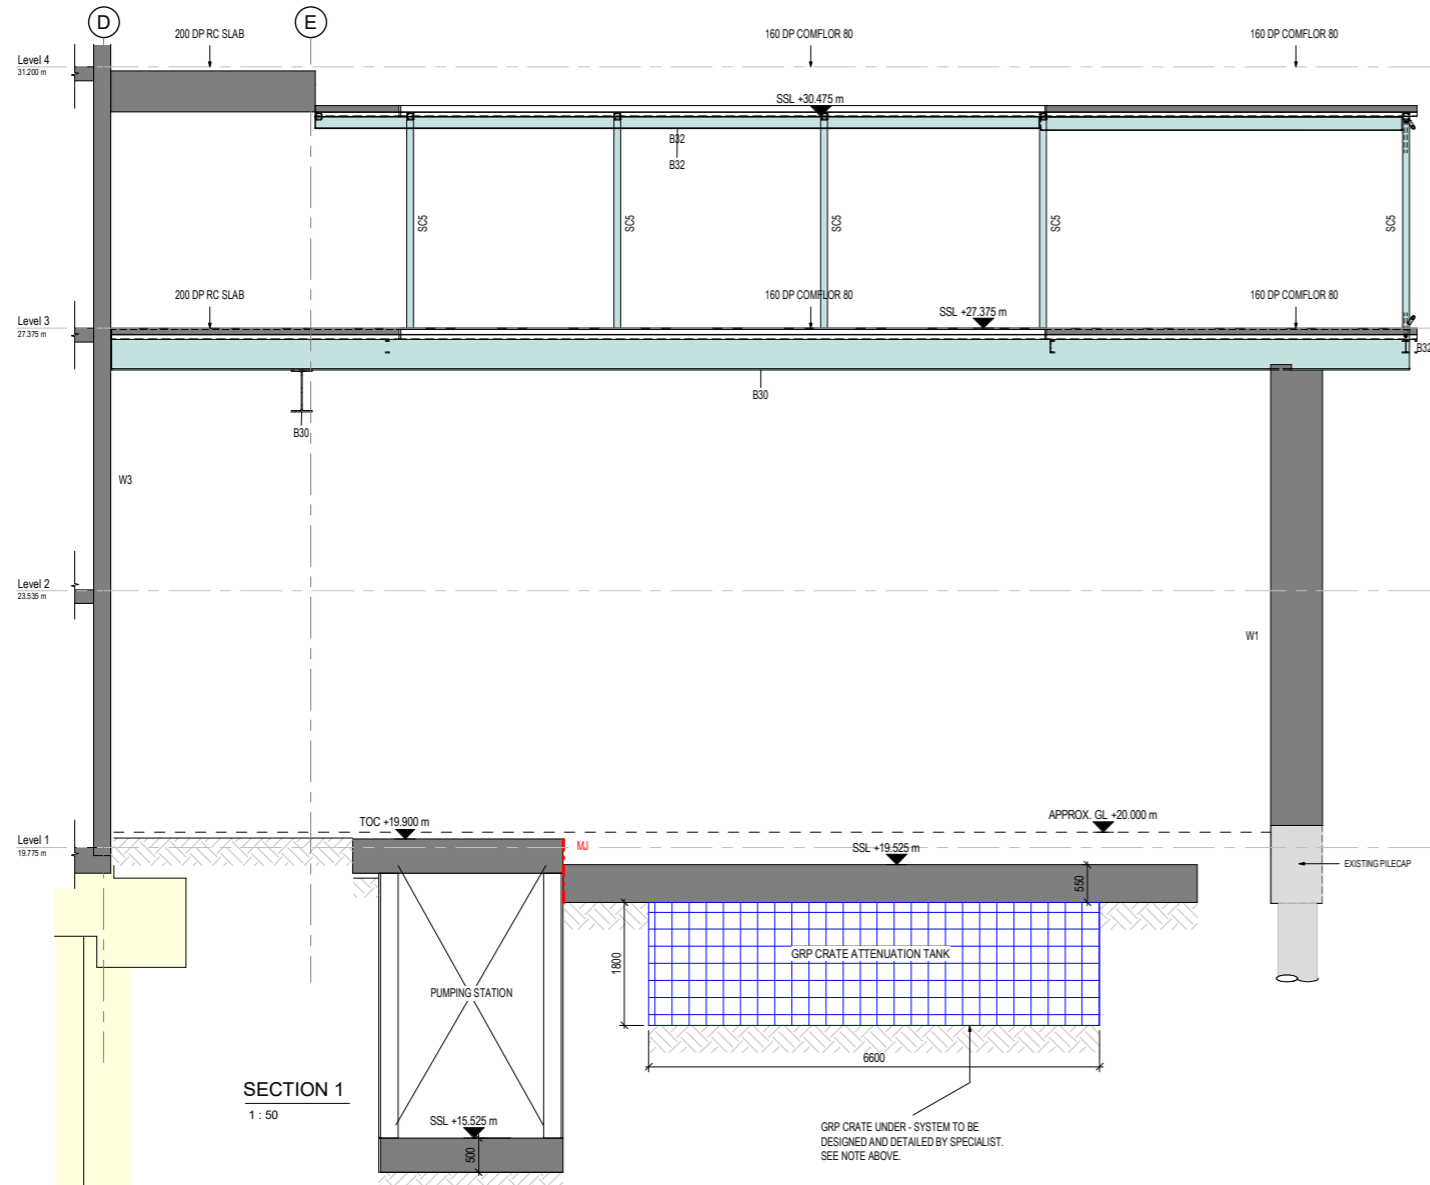 D
E
200 DP RC SLAB
160 DP COMFLOR 80
160 DP COMFLOR 80
Level 4
31.200 m
SSL +30.475 m
B32
B32
SC5
SC5
SC5
SC5
SC5
200 DP RC SLAB
160 DP COMFLOR 80
160 DP COMFLOR 80
Level 3
27.375 m
SSL +27.375 m
B32
B30
B30
W3
Level 2
23.535 m
W1
Level 1
19.775 m
TOC +19.900 m
MJ
APPROX. GL +20.000 m
SSL +19.525 m
550
EXISTING PILECAP
1800
GRP CRATE ATTENUATION TANK
PUMPING STATION
6600
SECTION 1
1 : 50
SSL +15.525 m
500
GRP CRATE UNDER - SYSTEM TO BE
DESIGNED AND DETAILED BY SPECIALIST.
SEE NOTE ABOVE.